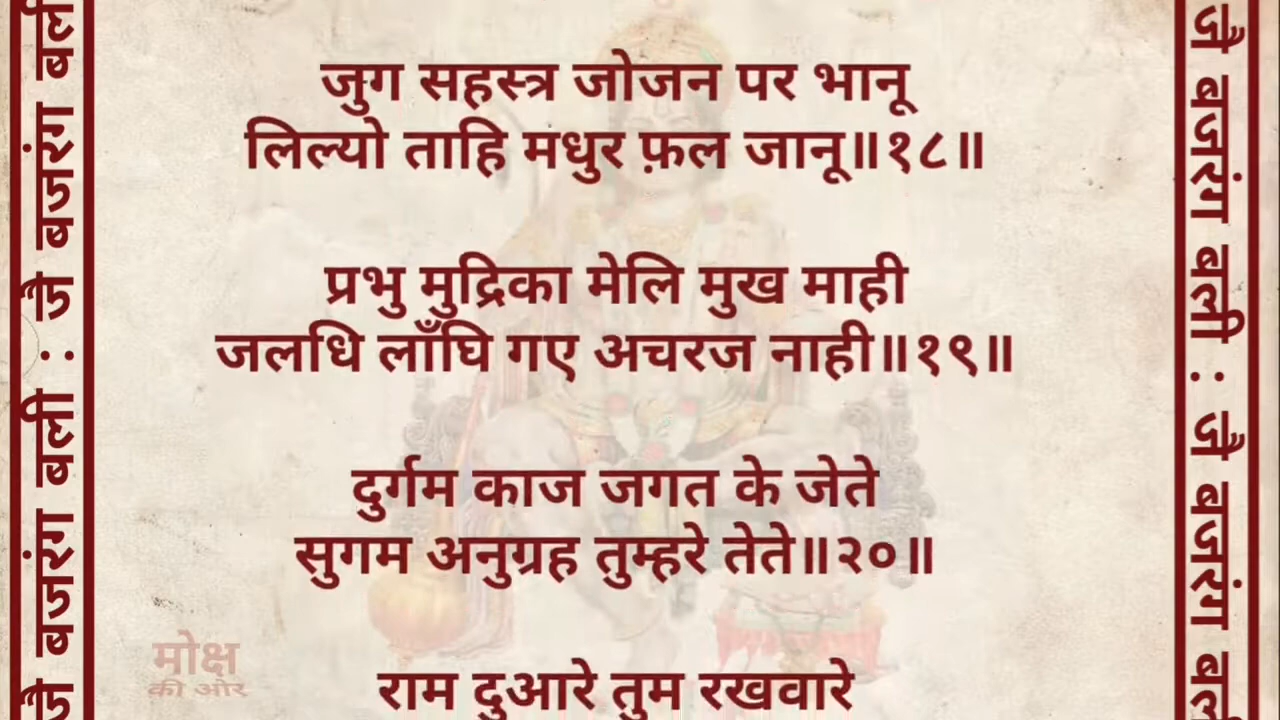 जुग सहस्त्र जोजन पर भानू
लिल्यो ताहि मधुर फ़ल जानू॥१८॥
प्रभु मुद्रिका मेलि मुख माही
जलधि लाँघि गए अचरज नाही॥१९॥
दुर्गम काज जगत के जेते
सुगम अनुग्रह तुम्हरे तेते॥२०॥
राम दुआरे तुम रखवारे
मोक्ष
की ओर
जै बजरंग बली : जै बजरंग बली
जै बजरंग बली : जै बजरंग बली